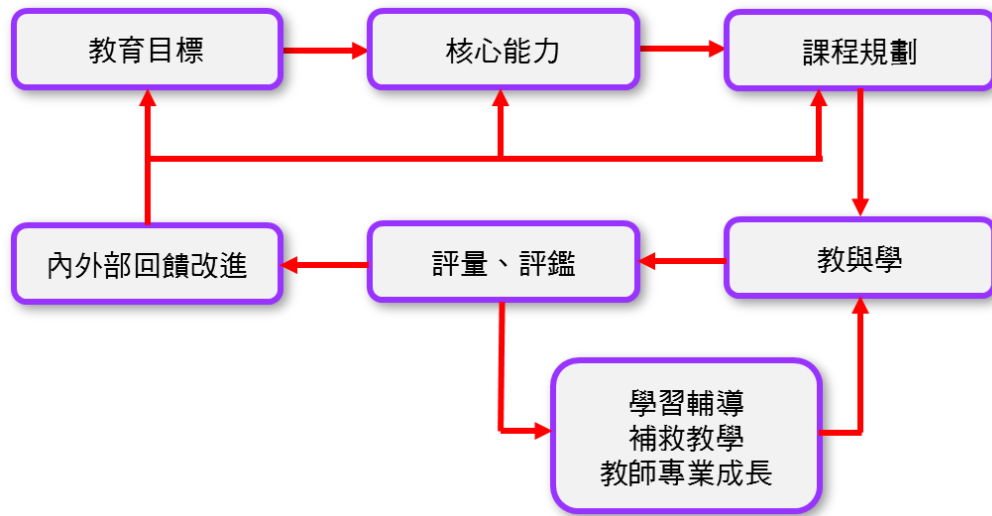 教育目標
核心能力
課程規劃
內外部回饋改進
評量、評鑑
教與學
學習輔導
補救教學
教師專業成長